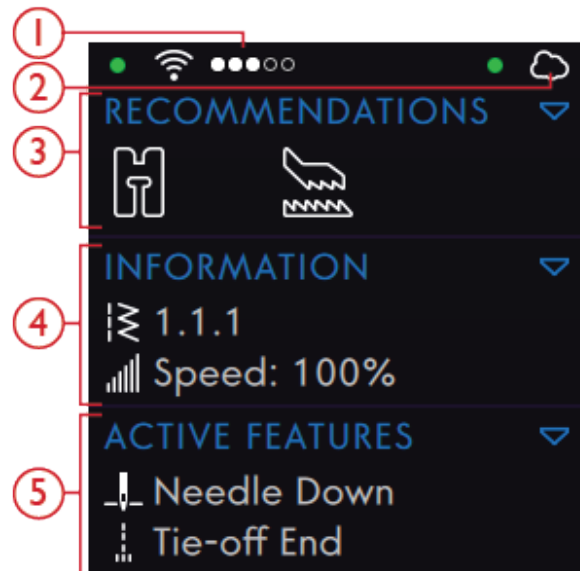 1
2
RECOMMENDATIONS
3
INFORMATION
4
1.1.1
Speed: 100%
ACTIVE FEATURES
5
Needle Down
Tie-off End